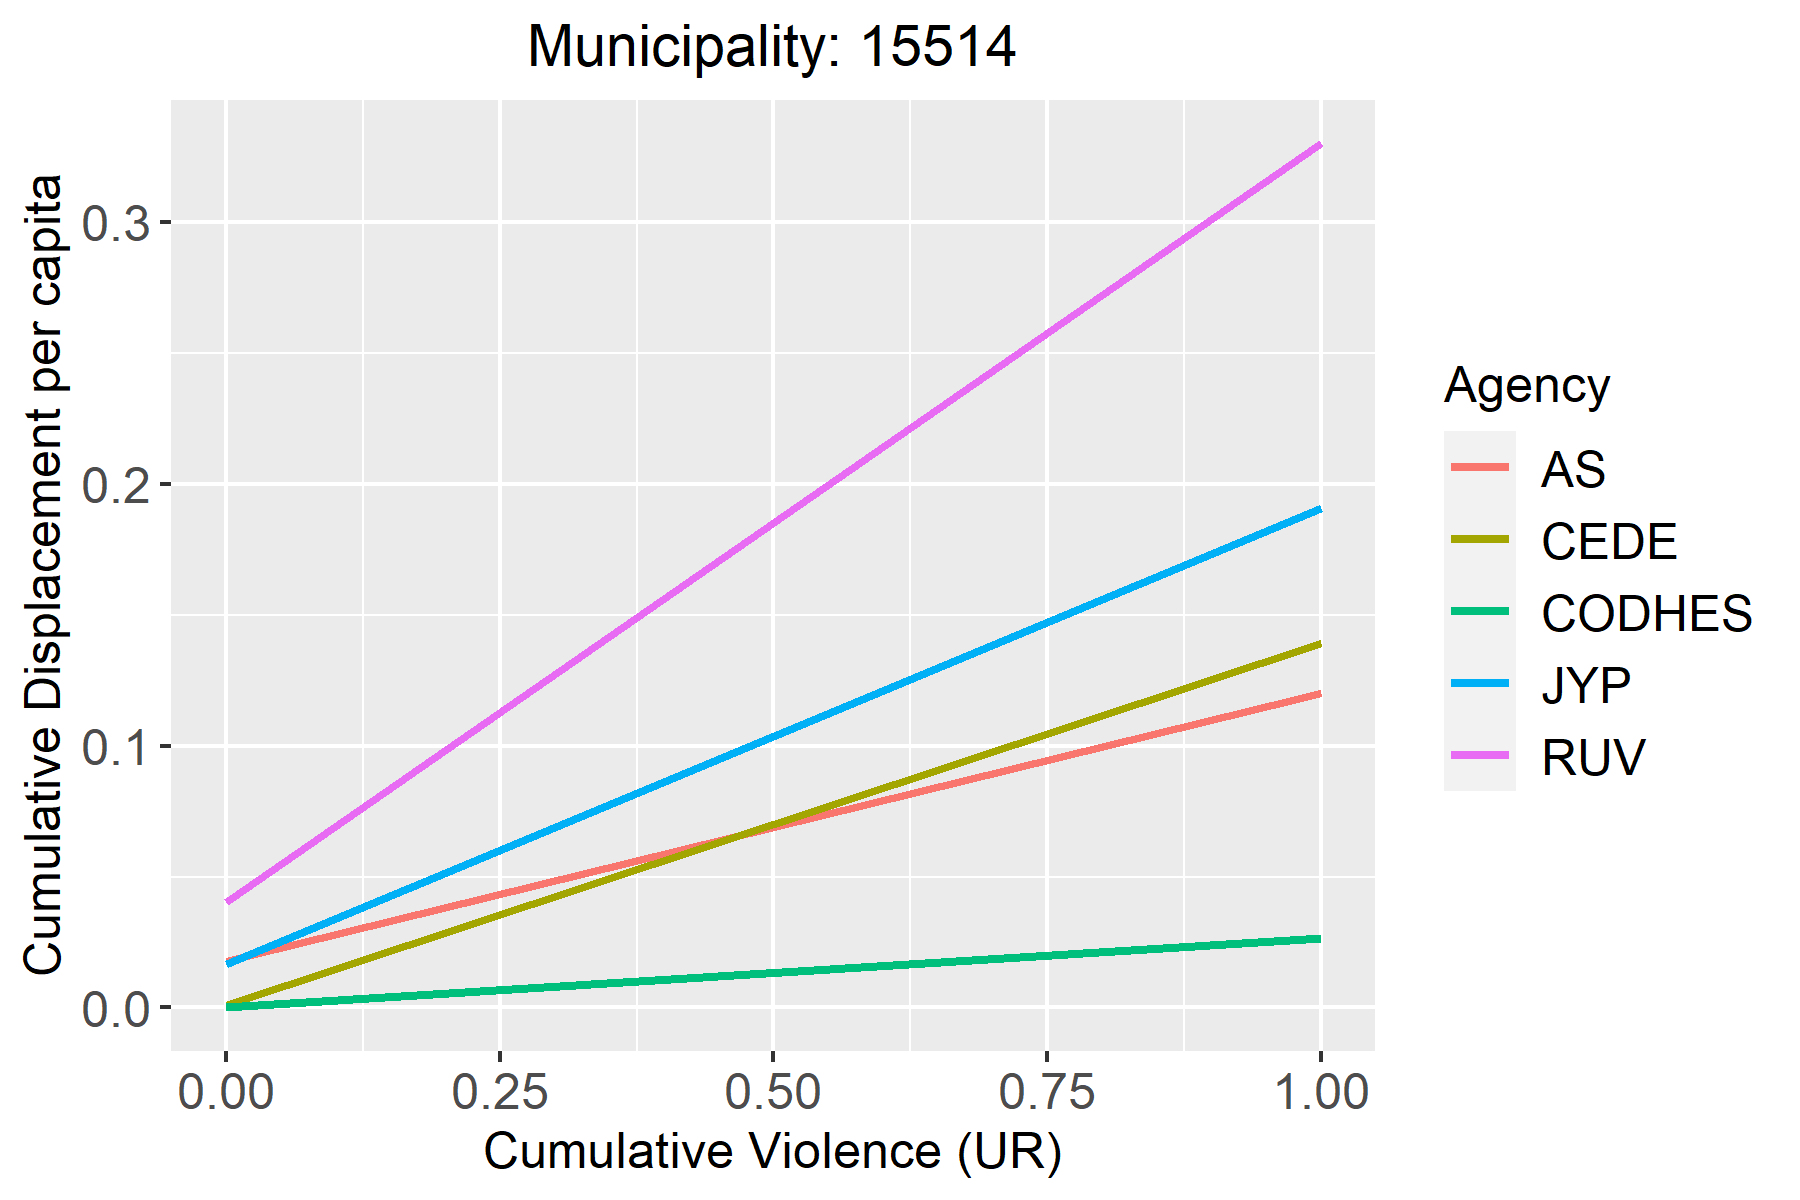 Municipality: 15514
Cumulative Displacement per capita
0.3
0.2
0.1
0.0
0.00 0.25 0.50 0.75 1.00
Cumulative Violence (UR)
Agency
AS
CEDE
CODHES
JYP
RUV